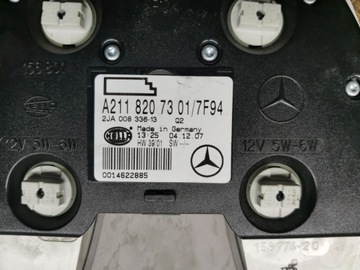 A211 820 73 01/7F94
2JA 008 336-13 Q2
Made in Germany
13:25 04.12.07
HW 39.01 SW --/--
0014622885
12V 5W-6W
12V 5W-6W